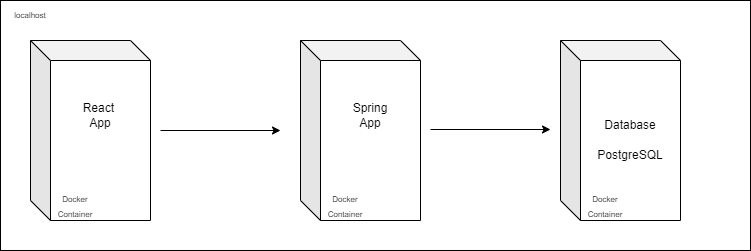 localhost
React
App
Docker
Container
Spring
App
Docker
Container
Database
PostgreSQL
Docker
Container